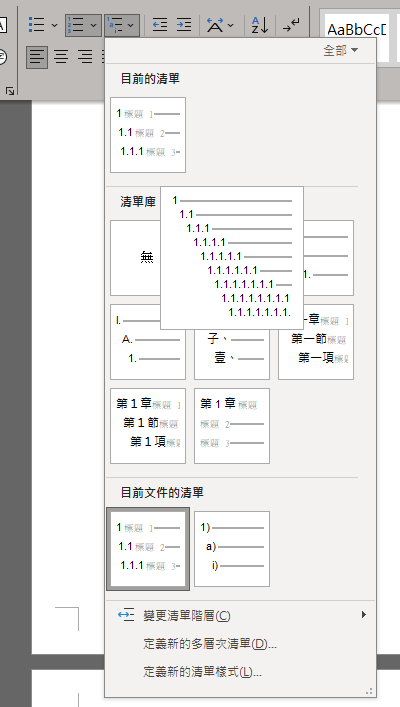 AaBbCcD
全部
目前的清單
1 標題 1
1.1 標題 2
1.1.1 標題 3
清單庫
無
1
1.1
1.1.1
1.1.1.1
1.1.1.1.1
1.1.1.1.1.1
1.1.1.1.1.1.1
1.1.1.1.1.1.1.1
1.1.1.1.1.1.1.
1.
I.
A.
1.
子、
壹、
一章 標題 1
第一節 標題
第一項 標
第 1 章 標題 1
第 1 節 標題
第 1 項 標
第 1 章 標題
標題 2
標題 3
目前文件的清單
1 標題 1
1.1 標題 2
1.1.1 標題 3
1)
a)
i)
變更清單階層(C)
定義新的多層次清單(D)...
定義新的清單樣式(L)...